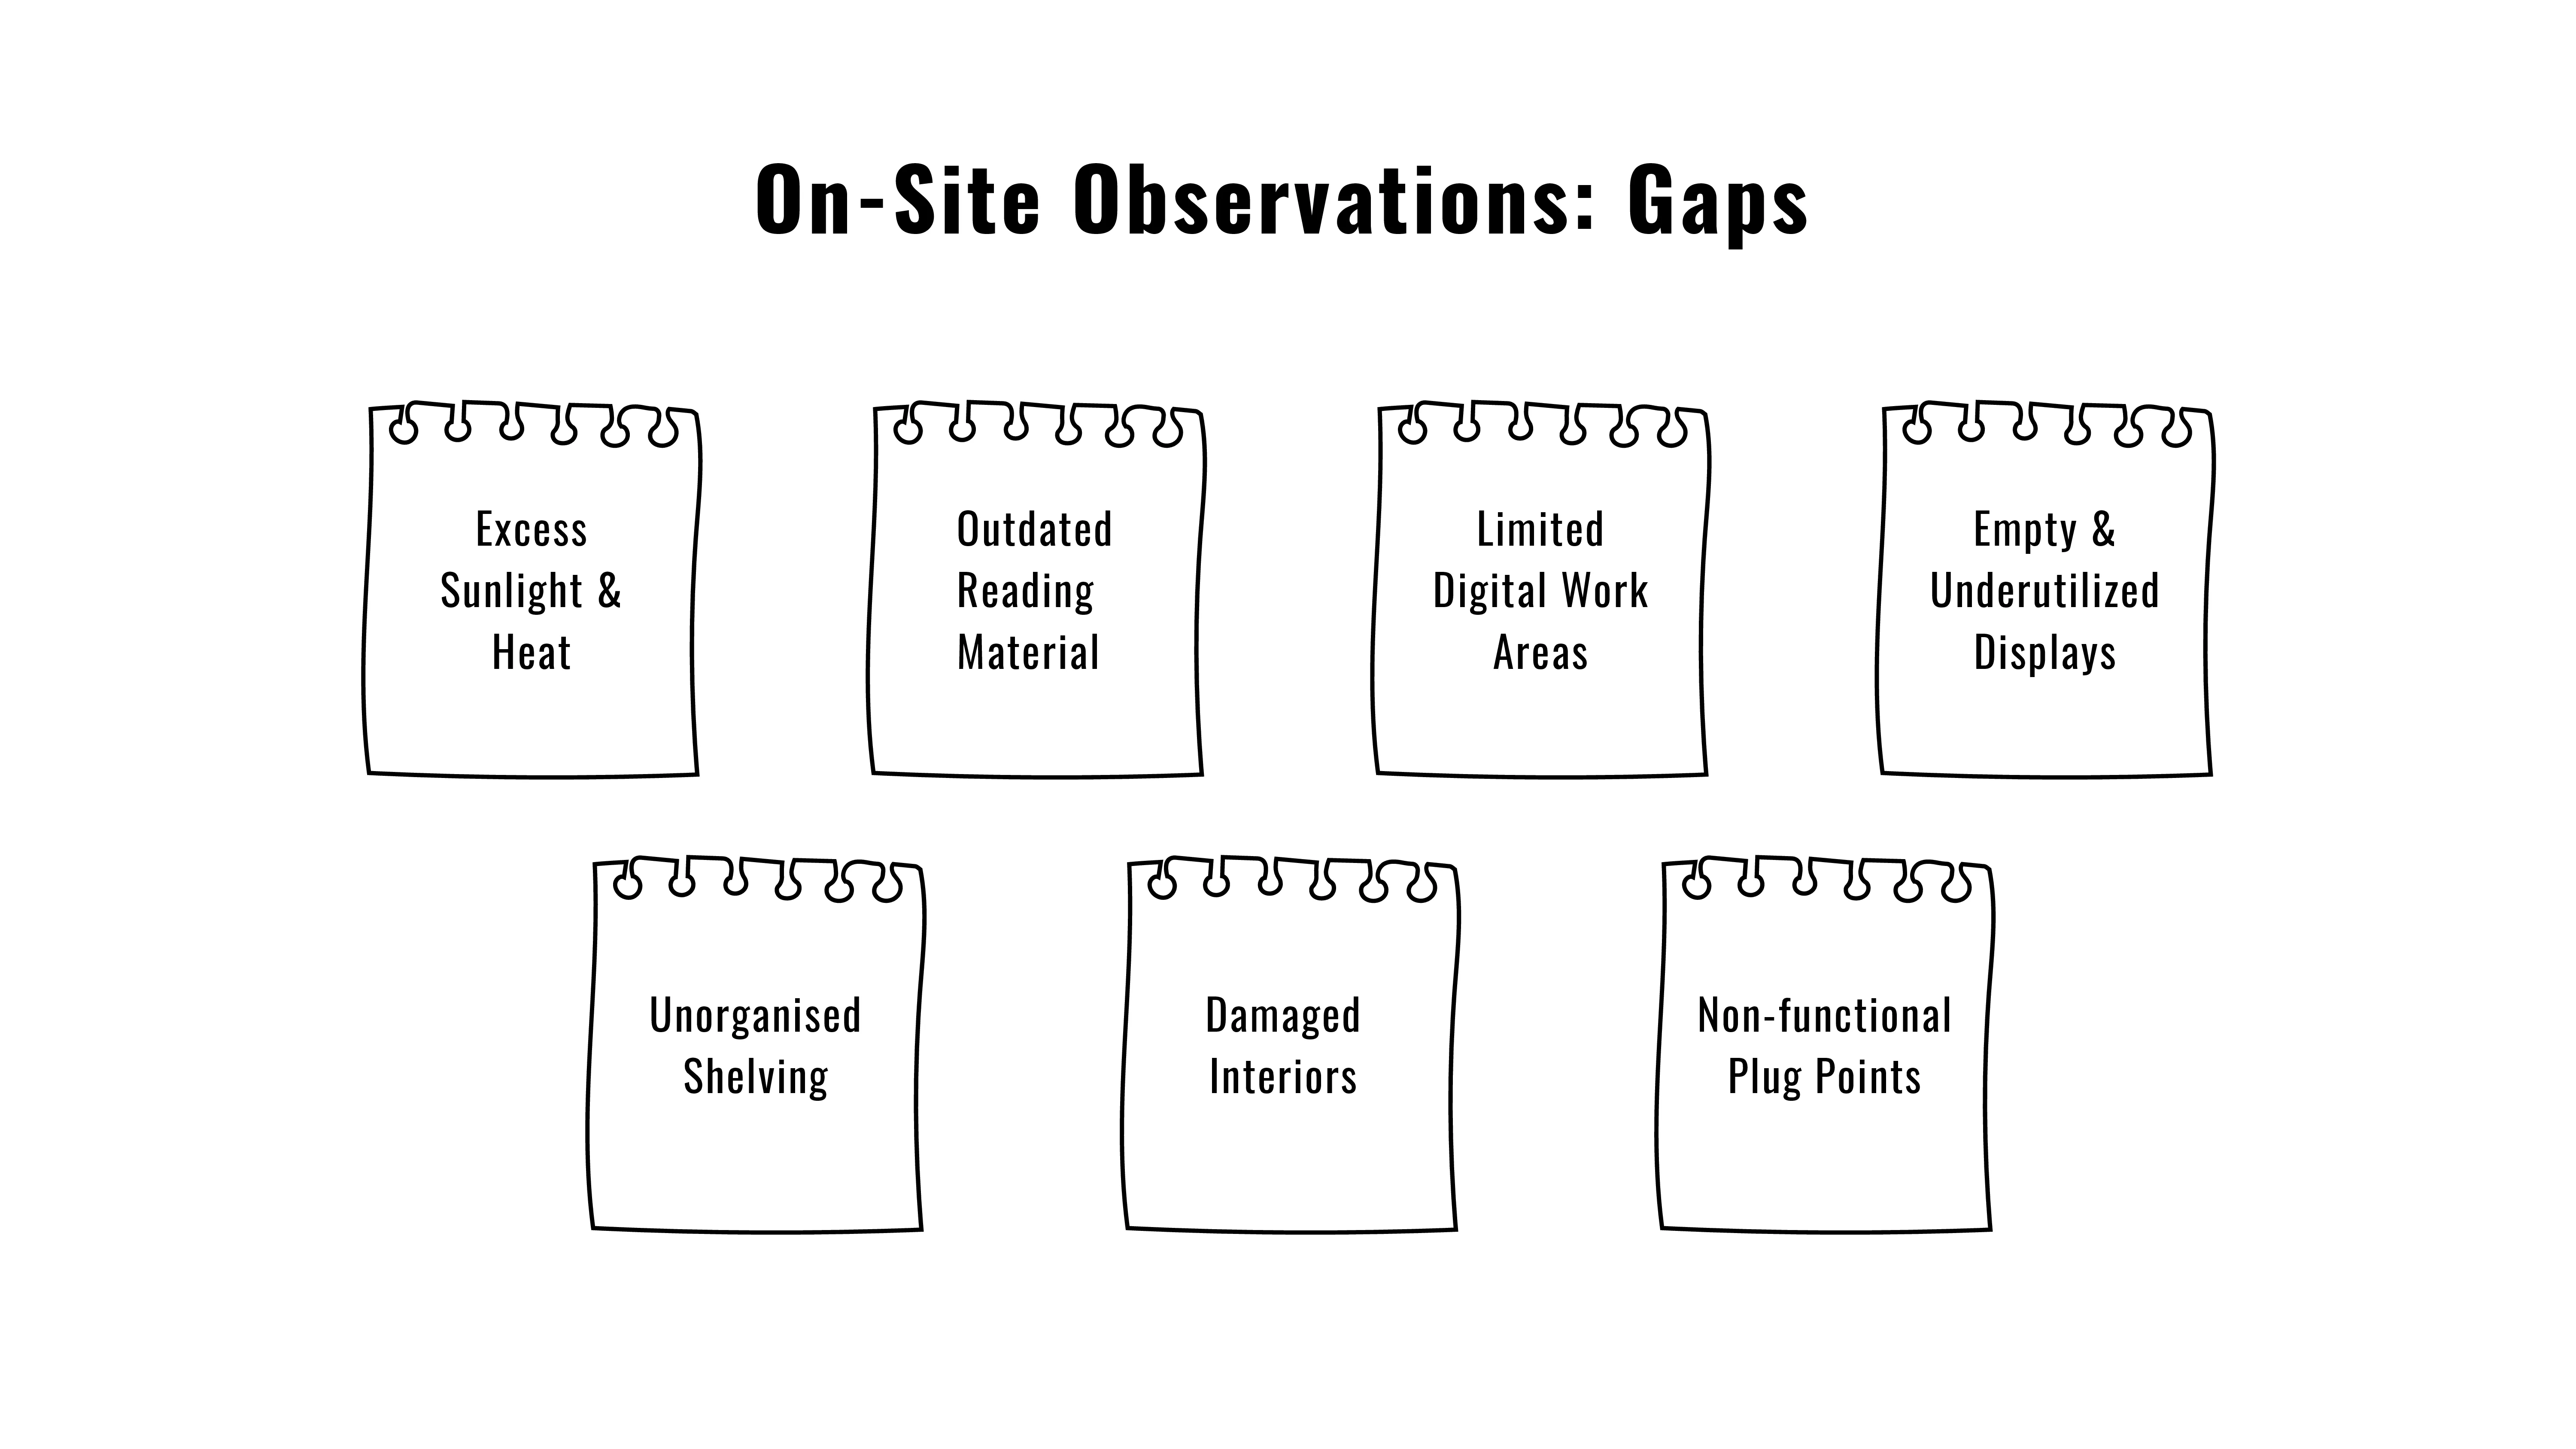 On-Site Observations: Gaps
Excess
Sunlight &
Heat
Outdated
Reading
Material
Limited
Digital Work
Areas
Empty &
Underutilized
Displays
Unorganised
Shelving
Damaged
Interiors
Non-functional
Plug Points